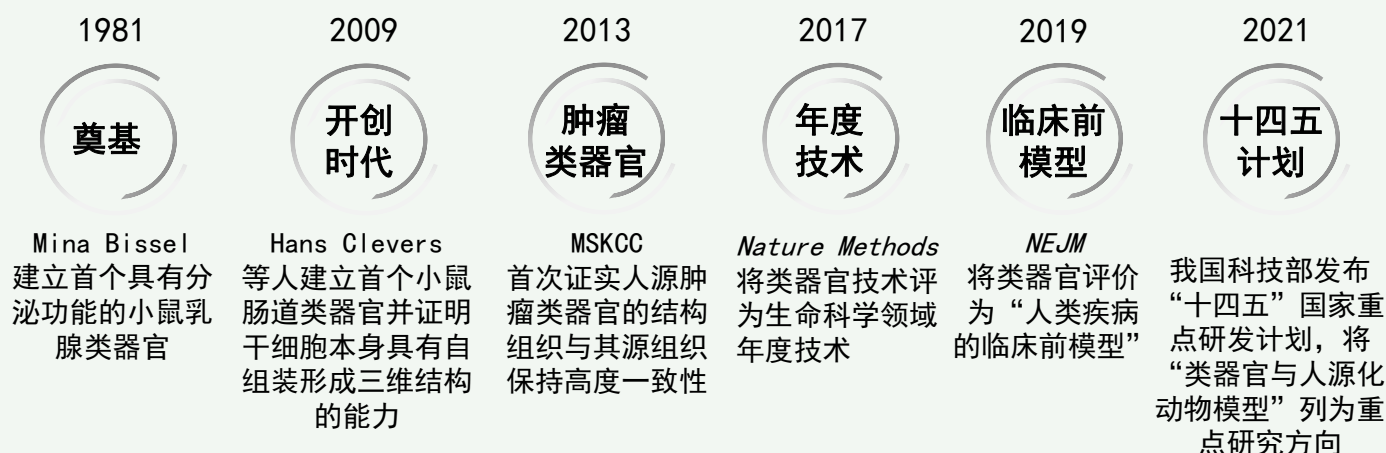 1981
奠基
Mina Bissel
建立首个具有分
泌功能的小鼠乳
腺类器官
2009
开创
时代
Hans Clevers
等人建立首个小鼠
肠道类器官并证明
干细胞本身具有自
组装形成三维结构
的能力
2013
肿瘤
类器官
MSKCC
首次证实人源肿
瘤类器官的结构
组织与其源组织
保持高度一致性
2017
年度
技术
Nature Methods
将类器官技术评
为生命科学领域
年度技术
2019
临床前
模型
NEJM
将类器官评价
为“人类疾病
的临床前模型”
2021
十四五
计划
我国科技部发布
“十四五”国家重
点研发计划，将
“类器官与人源化
动物模型”列为重
点研究方向